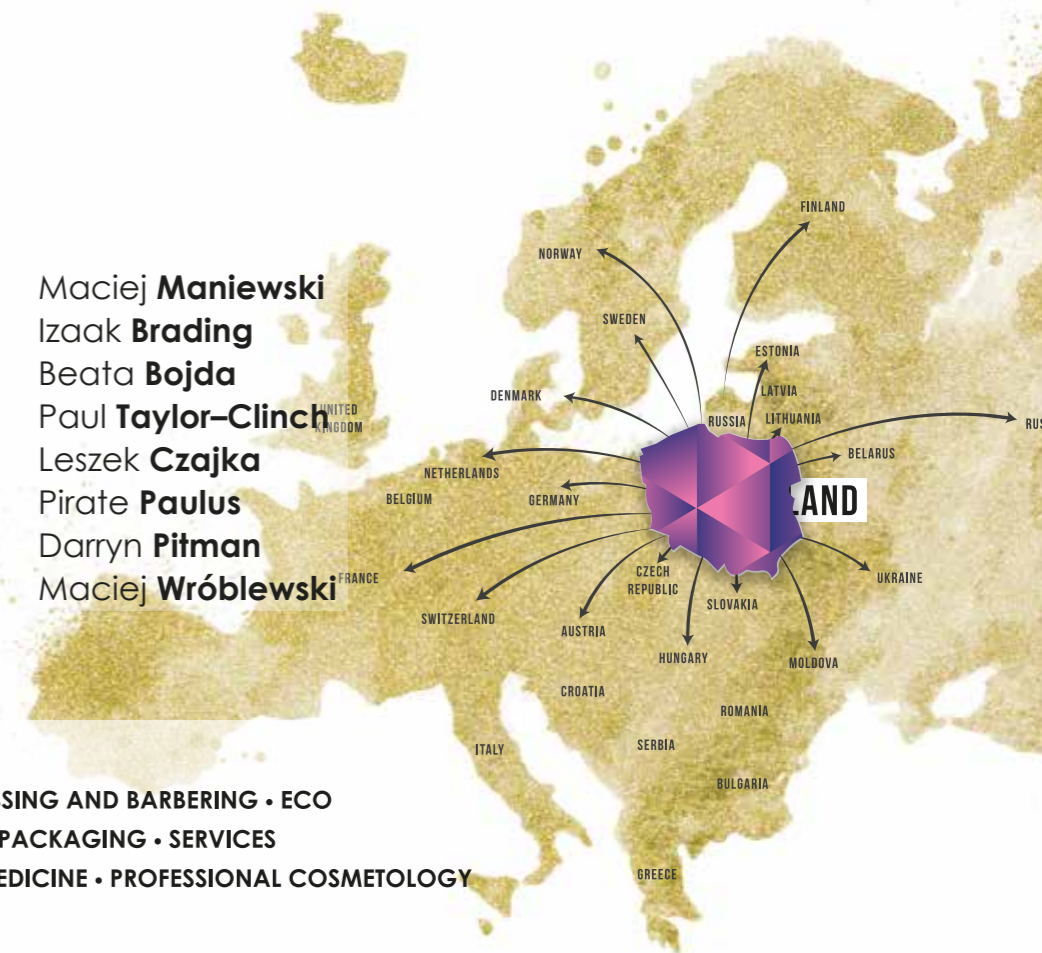 FINLAND
NORWAY
SWEDEN
ESTONIA
LATVIA
DENMARK
LITHUANIA
RUSSIA
BELARUS
NETHERLANDS
BELGIUM
GERMANY
LAND
FRANCE
CZECH
REPUBLIC
UKRAINE
SLOVAKIA
SWITZERLAND
AUSTRIA
HUNGARY
MOLDOVA
CROATIA
ROMANIA
SERBIA
ITALY
BULGARIA
GREECE
UNITED
KINGDOM
RUS
Maciej Maniewski
Izaak Brading
Beata Bojda
Paul Taylor–Clinch
Leszek Czajka
Pirate Paulus
Darryn Pitman
Maciej Wróblewski
SSING AND BARBERING • ECO
PACKAGING • SERVICES
EDICINE • PROFESSIONAL COSMETOLOGY